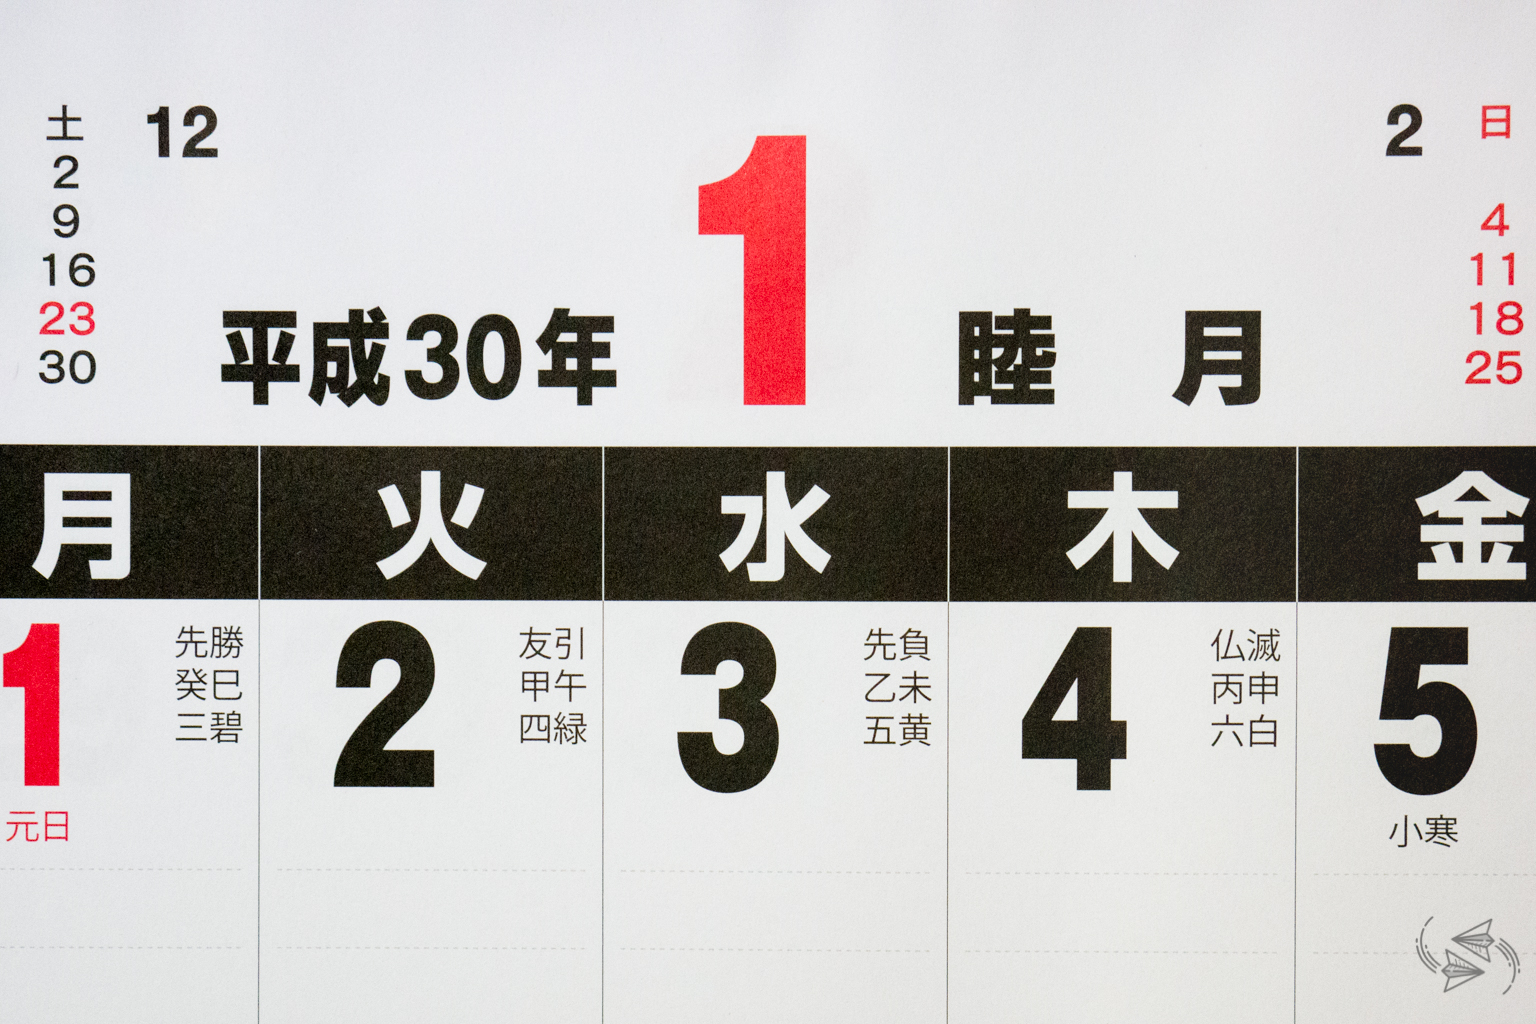 土 12
2
9
16
23
30
平成30年 1 睦月
2 日
4
11
18
25
月 火 水 木 金
1 先勝 癸巳 三碧 元日
2 友引 甲午 四緑
3 先負 乙未 五黄
4 仏滅 丙申 六白
5 小寒